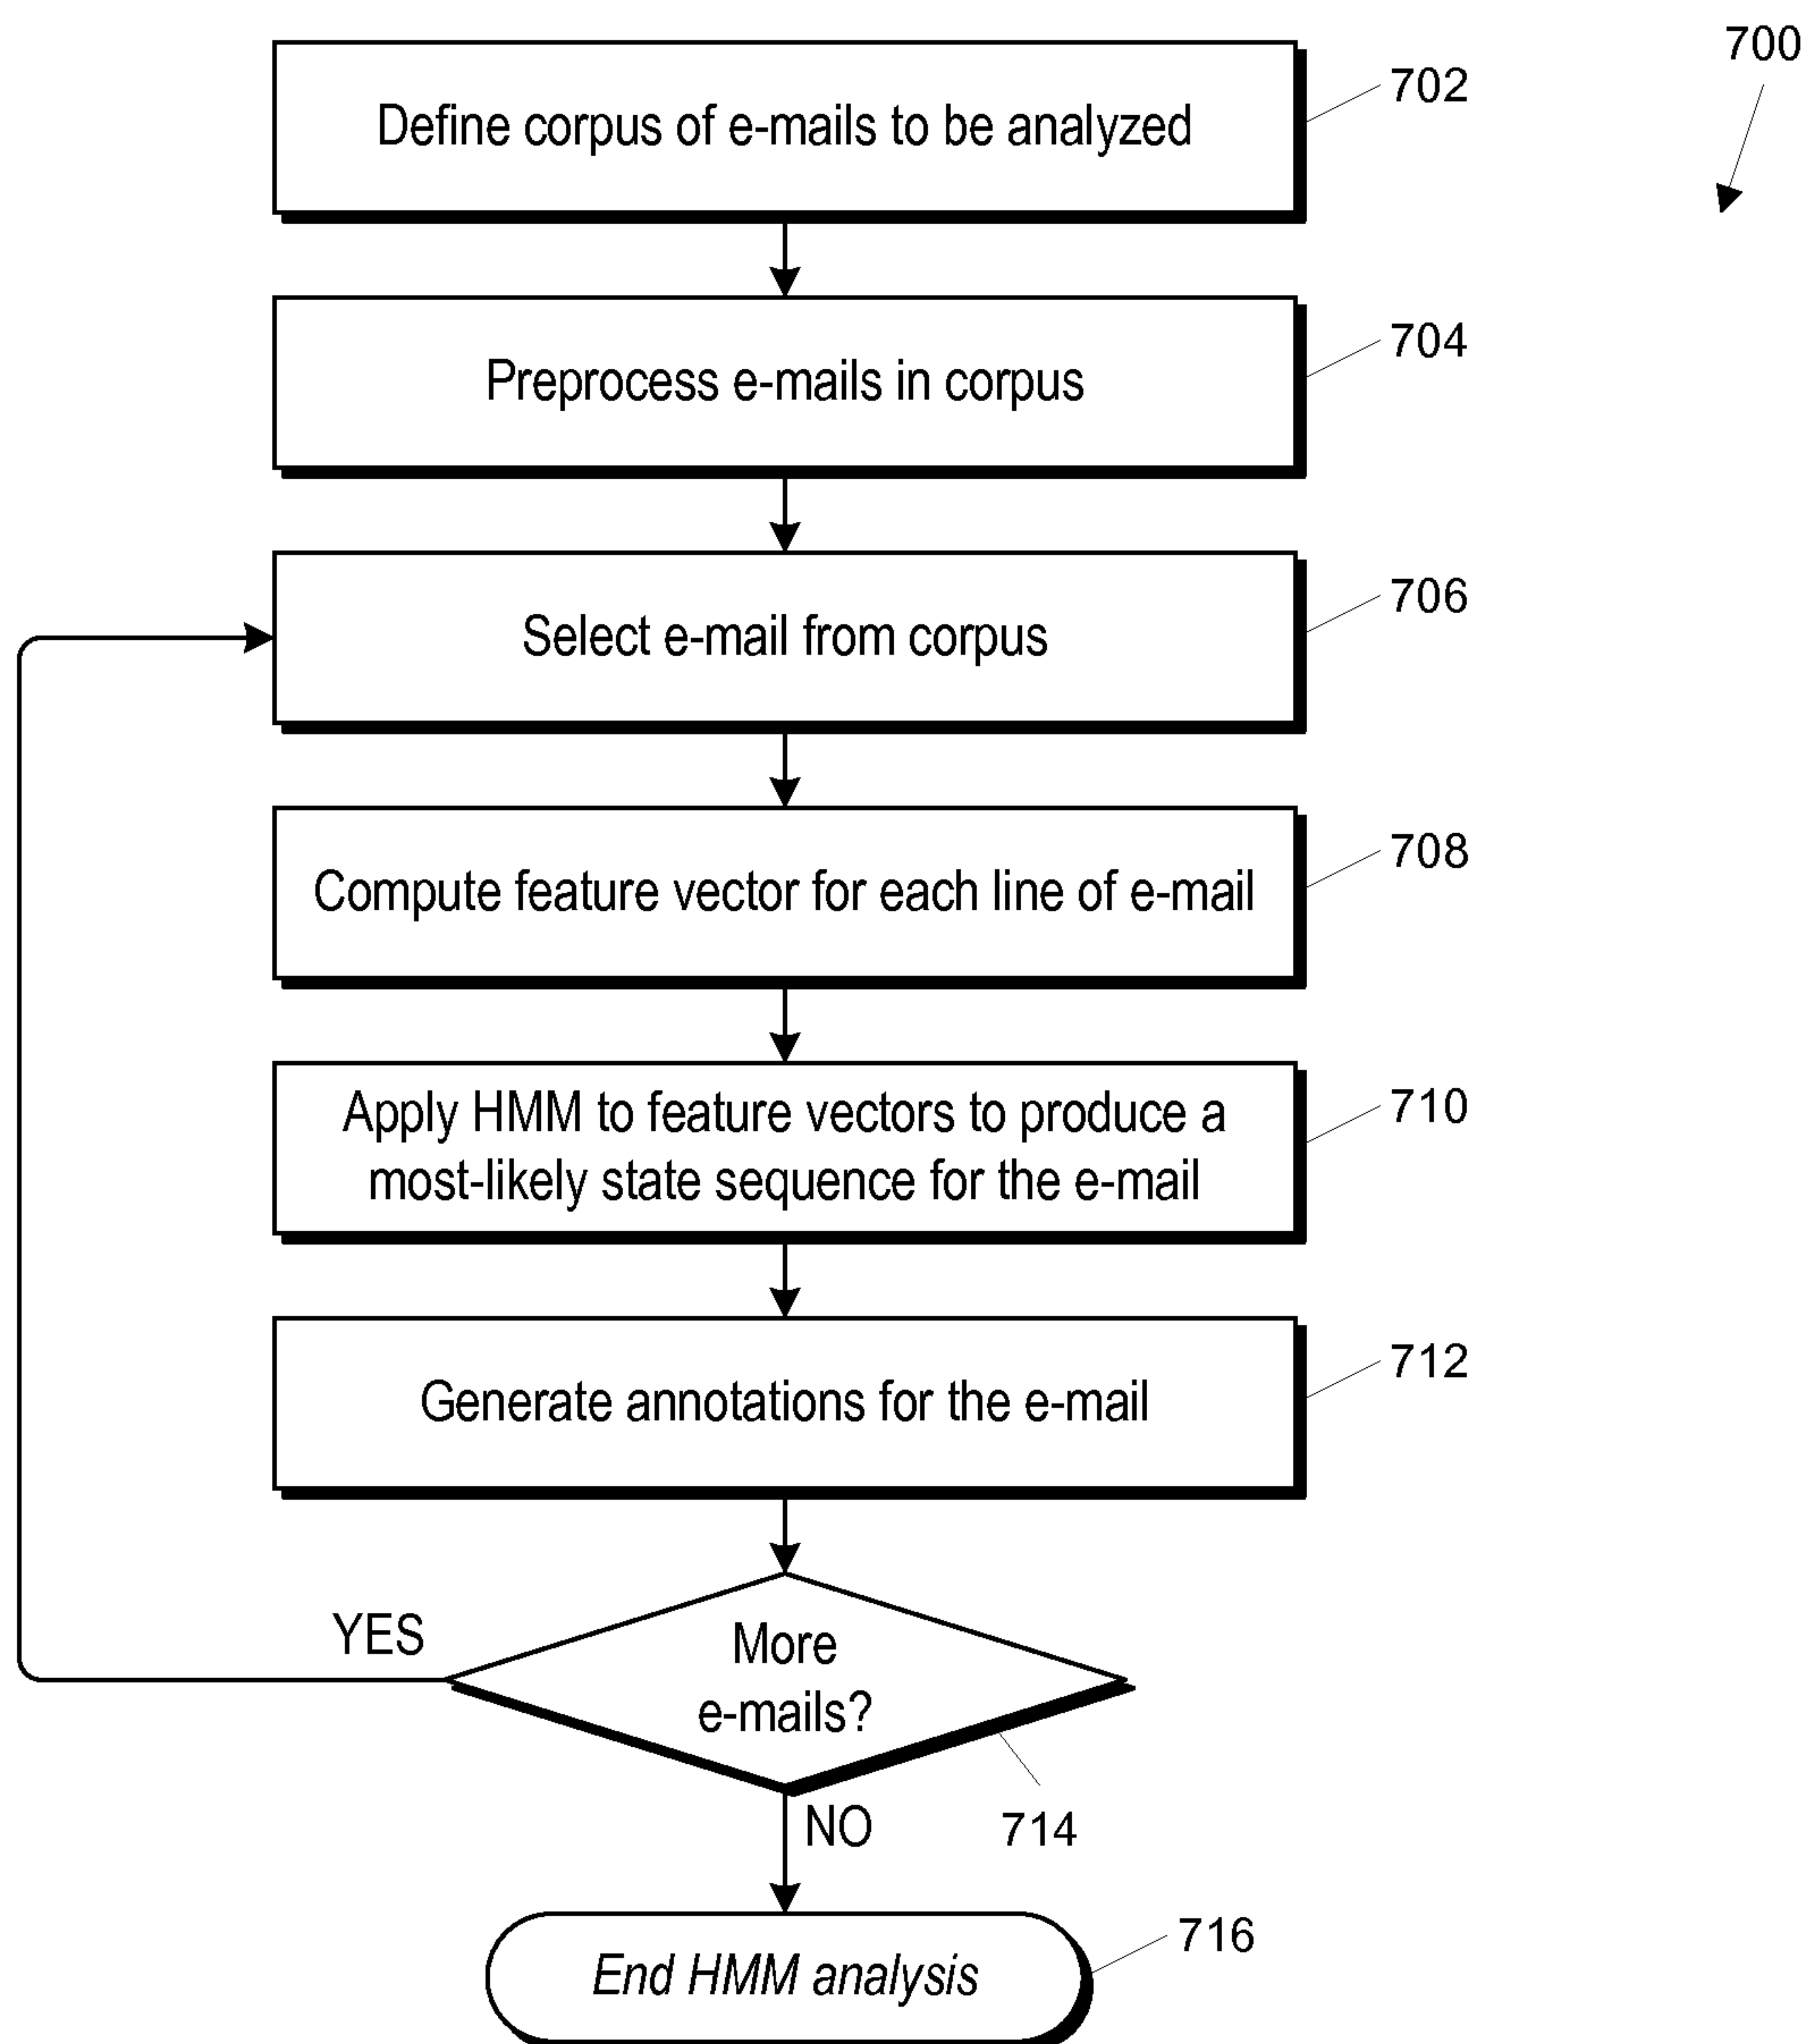 700
Define corpus of e-mails to be analyzed
702
Preprocess e-mails in corpus
704
Select e-mail from corpus
706
Compute feature vector for each line of e-mail
708
Apply HMM to feature vectors to produce a
most-likely state sequence for the e-mail
710
Generate annotations for the e-mail
712
YES
More
e-mails?
714
NO
End HMM analysis
716